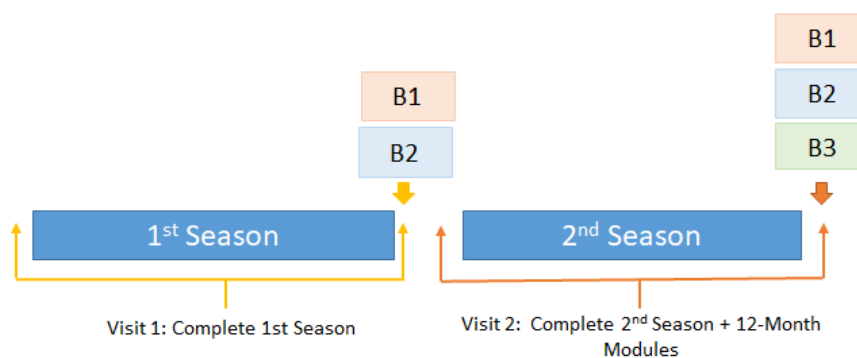 B1
B2
B1
B2
B3
1st Season
2nd Season
Visit 1: Complete 1st Season
Visit 2:  Complete 2nd Season + 12-Month
Modules